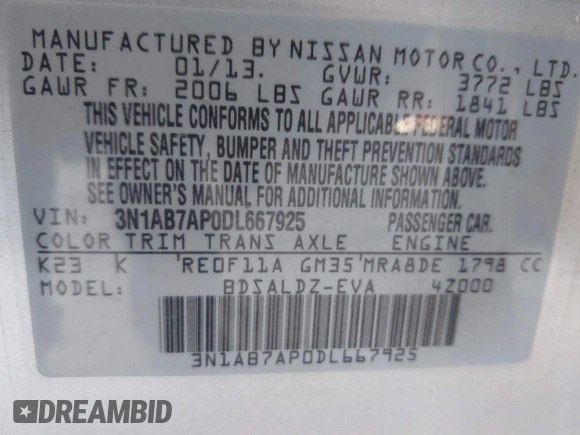 MANUFACTURED BY NISSAN MOTOR CO., LTD.
DATE: 01/13. GVWR: 3772 LBS
GAWR FR: 2006 LBS GAWR RR: 1841 LBS
THIS VEHICLE CONFORMS TO ALL APPLICABLE FEDERAL MOTOR
VEHICLE SAFETY, BUMPER AND THEFT PREVENTION STANDARDS
IN EFFECT ON THE DATE OF MANUFACTURE SHOWN ABOVE.
SEE OWNER'S MANUAL FOR ADDITIONAL INFORMATION.
VIN: 3N1AB7AP0DL667925 PASSENGER CAR.
COLOR TRIM TRANS AXLE ENGINE
K23 K RE0F11A GM35 MRA8DE 1798 CC
BDSALDZ-EVA 4Z000
3N1AB7AP0DL667925
DREAMBID